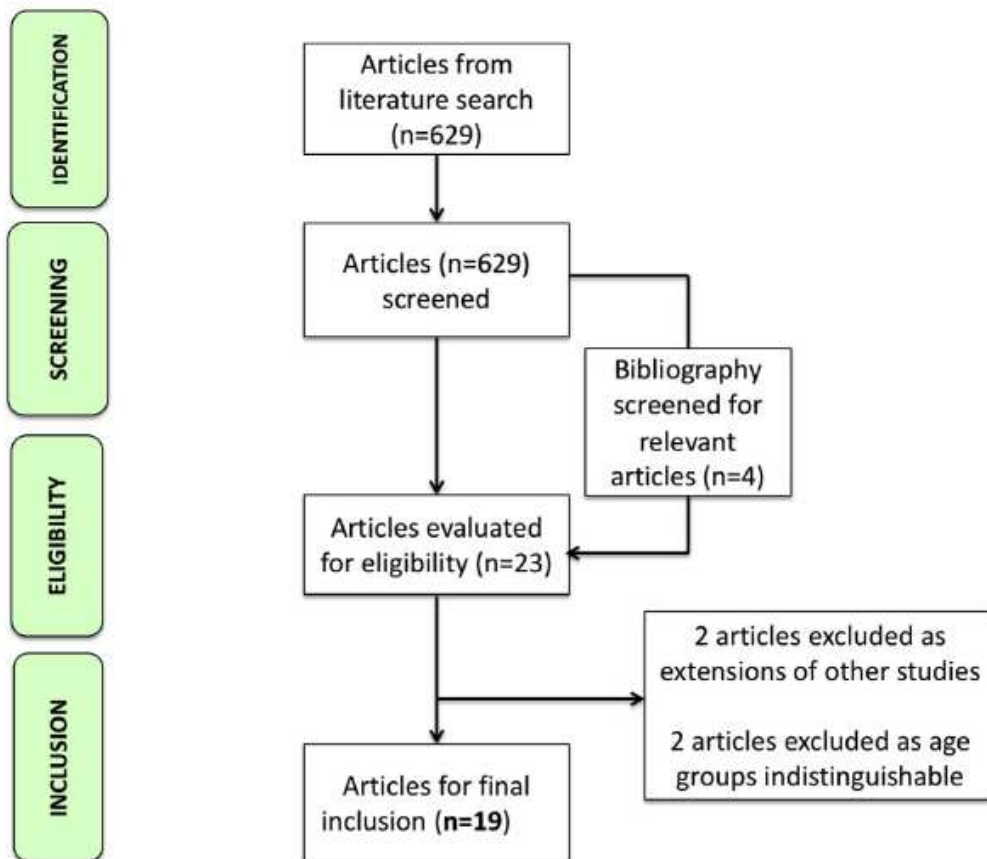 IDENTIFICATION
Articles from
literature search
(n=629)
SCREENING
Articles (n=629)
screened
Bibliography
screened for
relevant
articles (n=4)
ELIGIBILITY
Articles evaluated
for eligibility (n=23)
2 articles excluded as
extensions of other studies
2 articles excluded as age
groups indistinguishable
INCLUSION
Articles for final
inclusion (n=19)